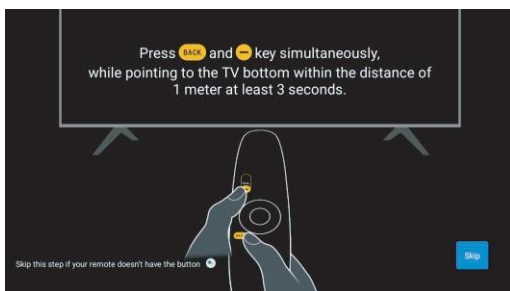 Press BACK and − key simultaneously,
while pointing to the TV bottom within the distance of
1 meter at least 3 seconds.
Skip this step if your remote doesn't have the button
Skip